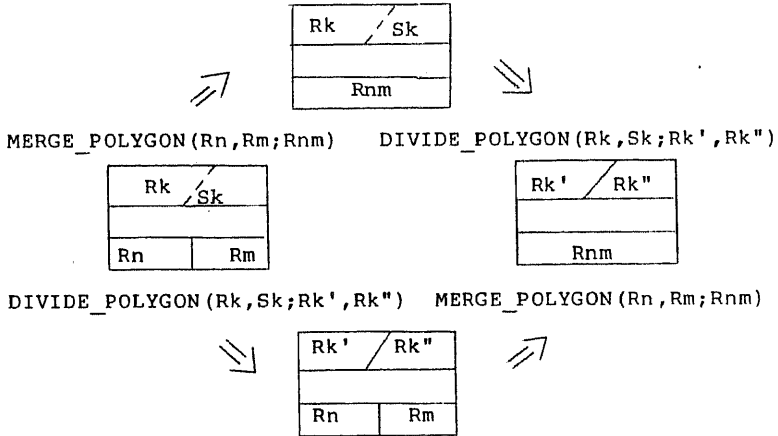 Rk Sk
Rnm
MERGE_POLYGON(Rn,Rm;Rnm) DIVIDE_POLYGON(Rk,Sk;Rk',Rk")
Rk Sk
Rn Rm
Rk' Rk"
Rnm
DIVIDE_POLYGON(Rk,Sk;Rk',Rk") MERGE_POLYGON(Rn,Rm;Rnm)
Rk' Rk"
Rn Rm